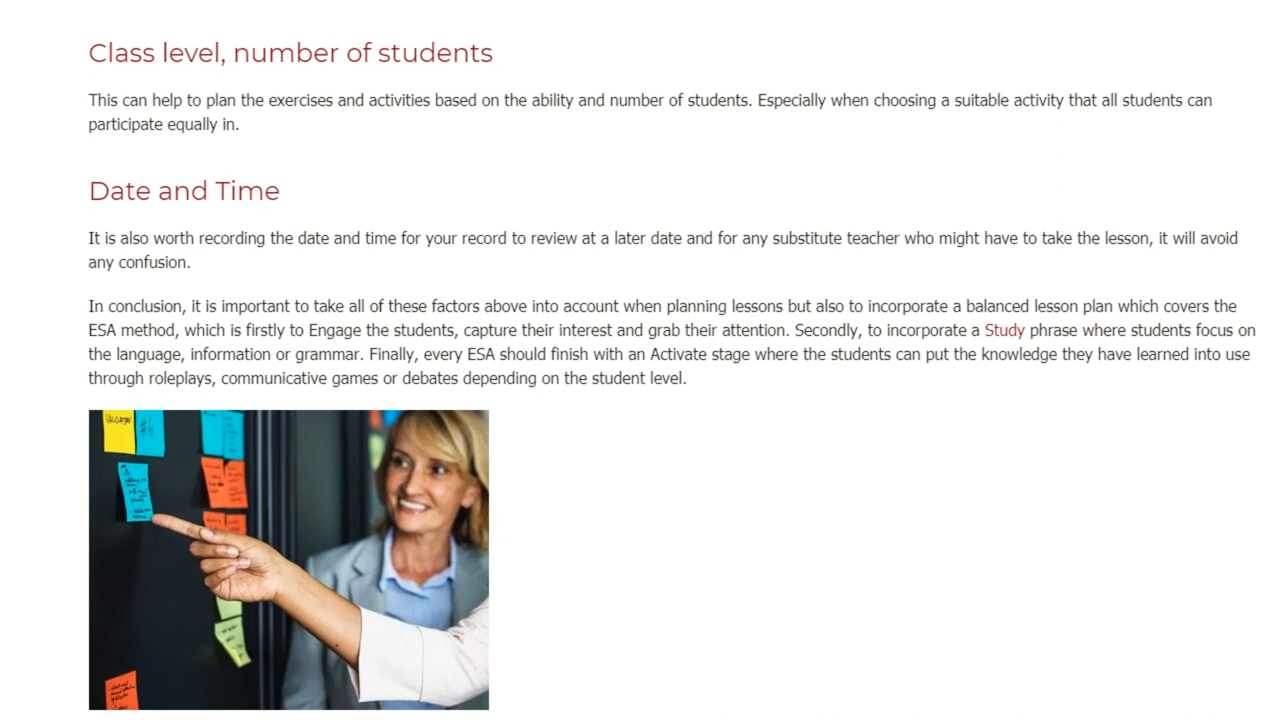 Class level, number of students
This can help to plan the exercises and activities based on the ability and number of students. Especially when choosing a suitable activity that all students can
participate equally in.
Date and Time
It is also worth recording the date and time for your record to review at a later date and for any substitute teacher who might have to take the lesson, it will avoid
any confusion.
In conclusion, it is important to take all of these factors above into account when planning lessons but also to incorporate a balanced lesson plan which covers the
ESA method, which is firstly to Engage the students, capture their interest and grab their attention. Secondly, to incorporate a Study phrase where students focus on
the language, information or grammar. Finally, every ESA should finish with an Activate stage where the students can put the knowledge they have learned into use
through roleplays, communicative games or debates depending on the student level.
#6